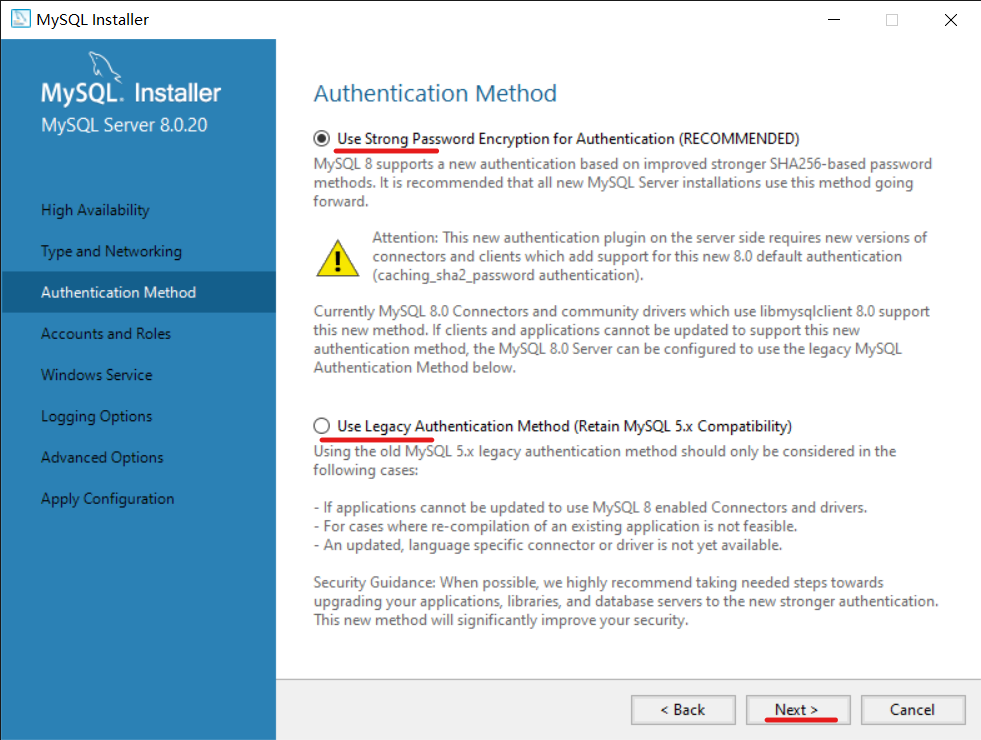 MySQL Installer
MySQL. Installer
MySQL Server 8.0.20
High Availability
Type and Networking
Authentication Method
Accounts and Roles
Windows Service
Logging Options
Advanced Options
Apply Configuration
Authentication Method
Use Strong Password Encryption for Authentication (RECOMMENDED)
MySQL 8 supports a new authentication based on improved stronger SHA256-based password
methods. It is recommended that all new MySQL Server installations use this method going
forward.
Attention: This new authentication plugin on the server side requires new versions of
connectors and clients which add support for this new 8.0 default authentication
(caching_sha2_password authentication).
Currently MySQL 8.0 Connectors and community drivers which use libmysqlclient 8.0 support
this new method. If clients and applications cannot be updated to support this new
authentication method, the MySQL 8.0 Server can be configured to use the legacy MySQL
Authentication Method below.
Use Legacy Authentication Method (Retain MySQL 5.x Compatibility)
Using the old MySQL 5.x legacy authentication method should only be considered in the
following cases:
- If applications cannot be updated to use MySQL 8 enabled Connectors and drivers.
- For cases where re-compilation of an existing application is not feasible.
- An updated, language specific connector or driver is not yet available.
Security Guidance: When possible, we highly recommend taking needed steps towards
upgrading your applications, libraries, and database servers to the new stronger authentication.
This new method will significantly improve your security.
< Back
Next >
Cancel